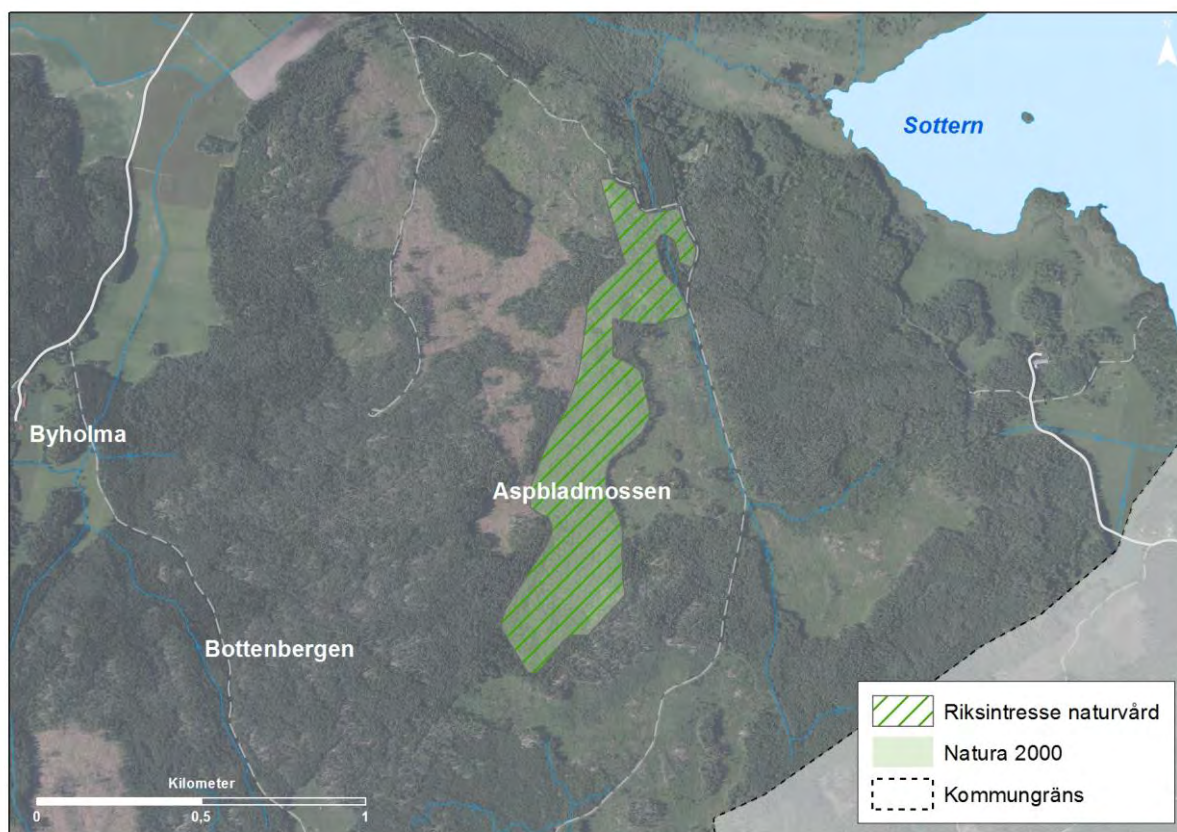 Sottern
Byholma
Aspbladmossen
Bottenbergen
Kilometer
0
0,5
1
Riksintresse naturvård
Natura 2000
Kommungräns